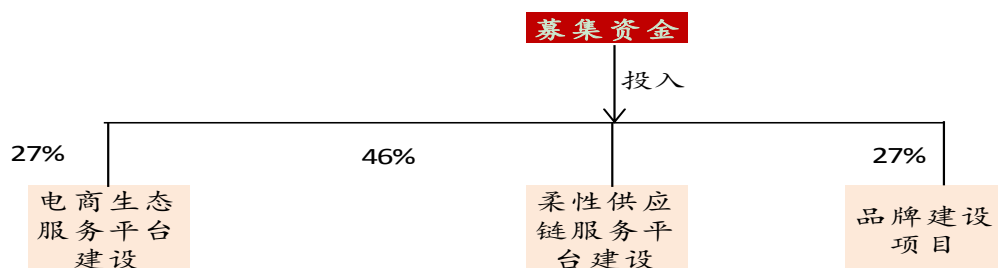 募集资金
投入
27%
46%
27%
电商生态
服务平台
建设
柔性供应
链服务平
台建设
品牌建设
项目